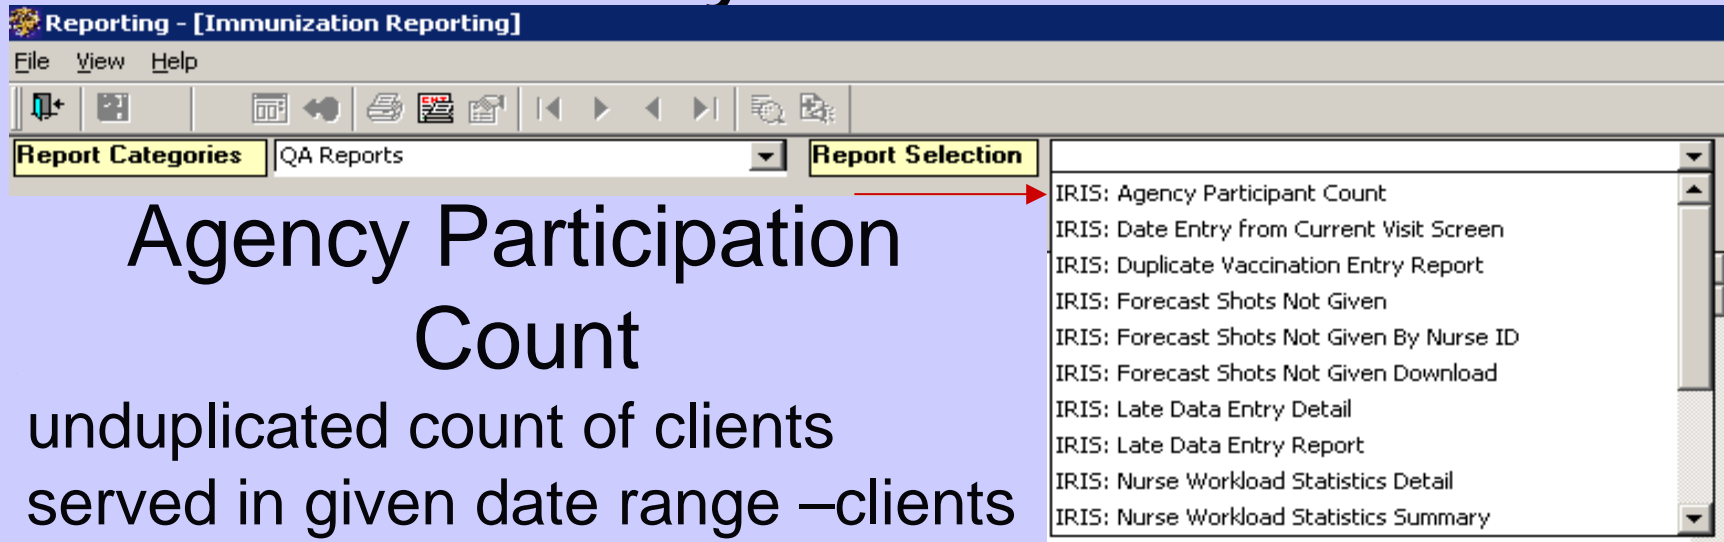 Reporting - [Immunization Reporting]
File View Help
Report Categories QA Reports Report Selection
IRIS: Agency Participant Count
IRIS: Date Entry from Current Visit Screen
IRIS: Duplicate Vaccination Entry Report
IRIS: Forecast Shots Not Given
IRIS: Forecast Shots Not Given By Nurse ID
IRIS: Forecast Shots Not Given Download
IRIS: Late Data Entry Detail
IRIS: Late Data Entry Report
IRIS: Nurse Workload Statistics Detail
IRIS: Nurse Workload Statistics Summary
Agency Participation
Count
unduplicated count of clients
served in given date range –clients